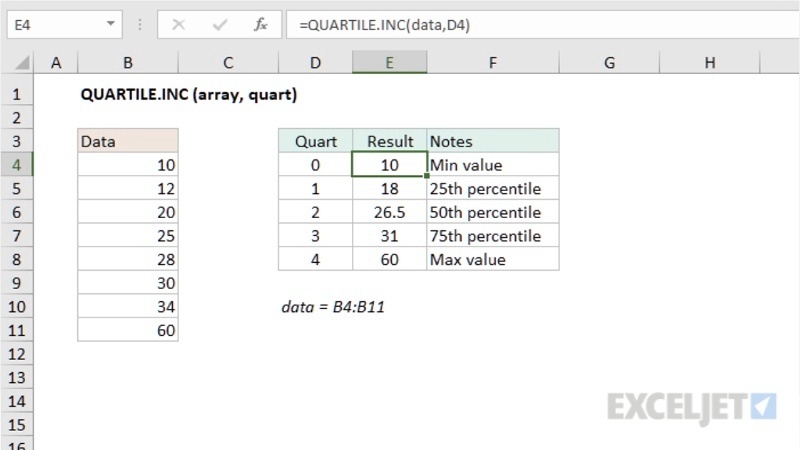 E4 fx =QUARTILE.INC(data,D4)
A B C D E F G H
1 QUARTILE.INC (array, quart)
2
3 Data Quart Result Notes
4 10 0 10 Min value
5 12 1 18 25th percentile
6 20 2 26.5 50th percentile
7 25 3 31 75th percentile
8 28 4 60 Max value
9 30
10 34 data = B4:B11
11 60
12
13
14 EXCELJET
15
16